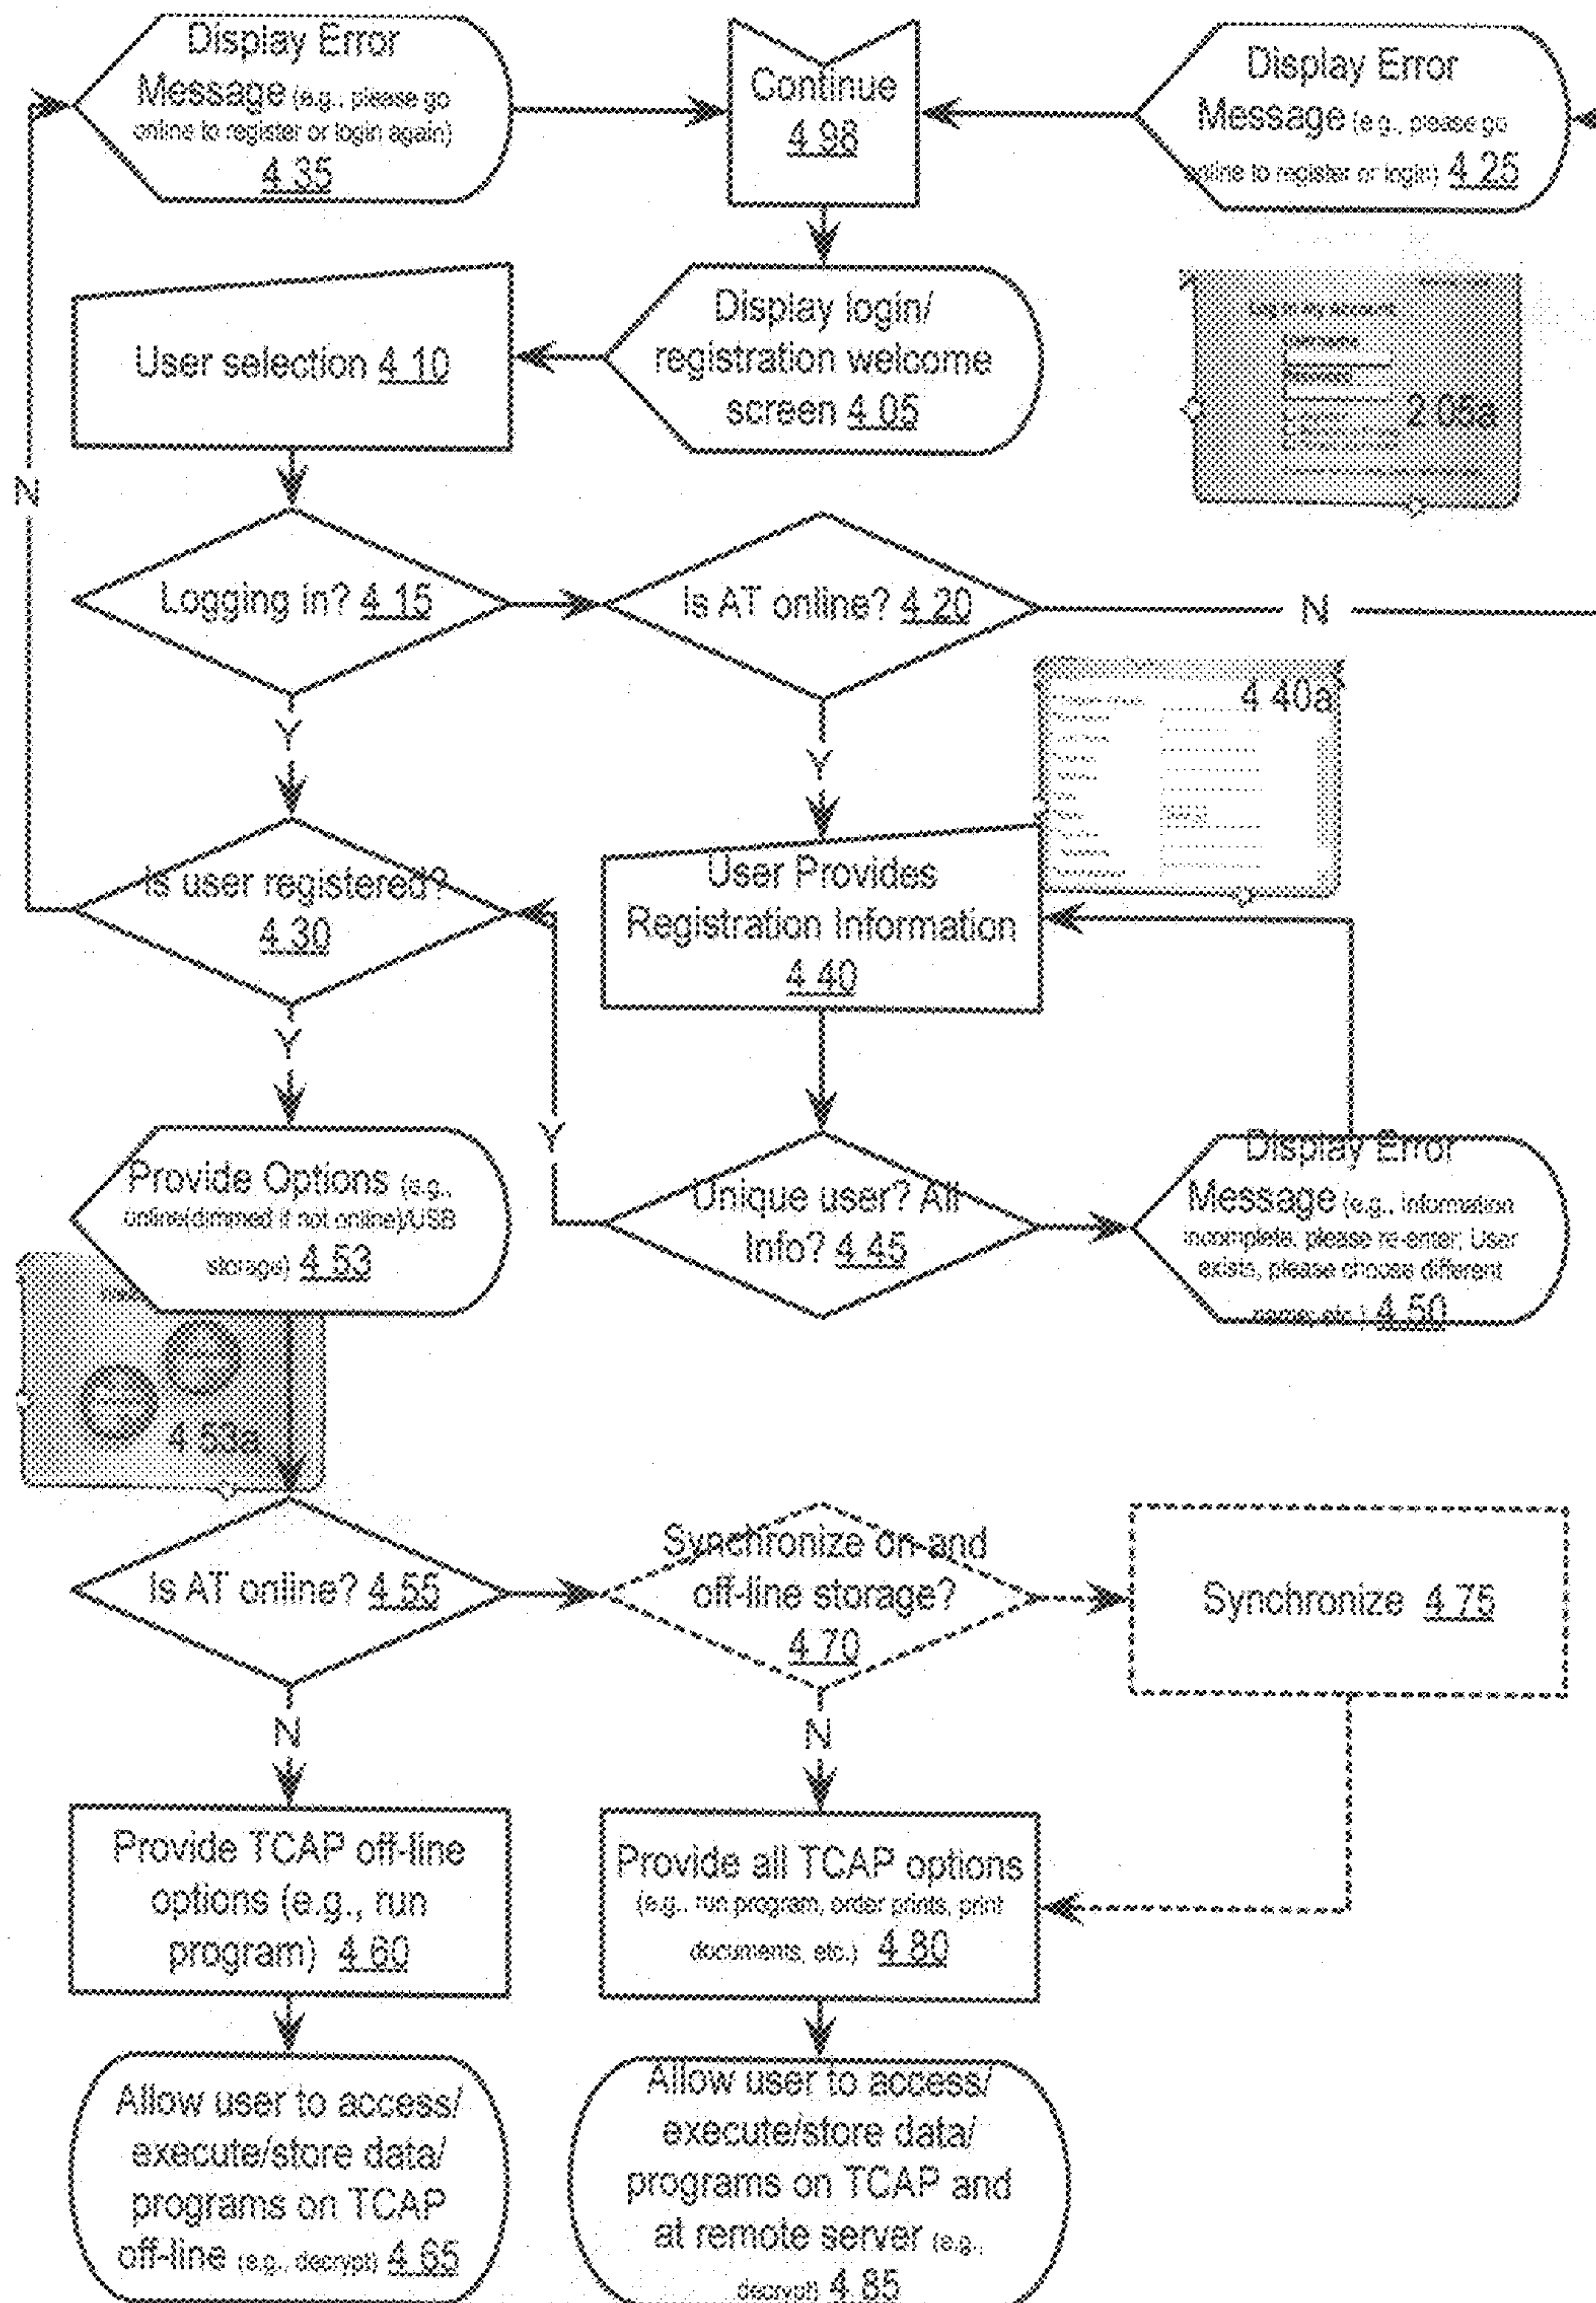 Display Error
Message (e.g., please go
online to register or login again)
4.35
Continue
4.98
Display Error
Message (e.g., please go
online to register or login) 4.25
User selection 4.10
Display login/
registration welcome
screen 4.05
Log in my account
Username
Password
2.06a
N
Logging in? 4.15
Is AT online? 4.20
N
Y
Y
4.40a
Is user registered?
4.30
User Provides
Registration Information
4.40
Y
Y
Provide Options (e.g.,
online(dimmed if not online)/USB
storage) 4.53
Unique user? All
Info? 4.45
Display Error
Message (e.g., Information
incomplete, please re-enter; User
exists, please choose different
name; etc.) 4.50
4.53a
Is AT online? 4.55
Synchronize on-and
off-line storage?
4.70
Synchronize 4.75
N
N
Provide TCAP off-line
options (e.g., run
program) 4.60
Provide all TCAP options
(e.g., run program, order prints, print
documents, etc.) 4.80
Allow user to access/
execute/store data/
programs on TCAP
off-line (e.g., decrypt) 4.65
Allow user to access/
execute/store data/
programs on TCAP and
at remote server (e.g.,
decrypt) 4.85